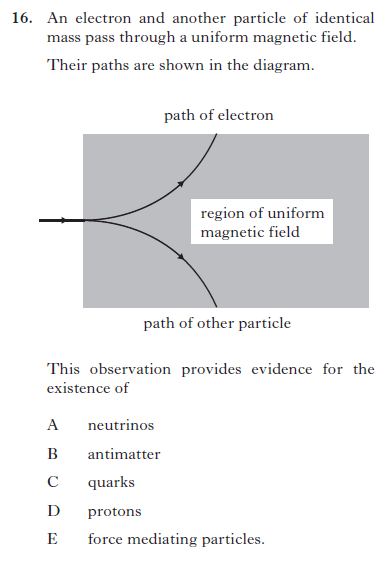 16. An electron and another particle of identical
mass pass through a uniform magnetic field.
Their paths are shown in the diagram.
path of electron
region of uniform
magnetic field
path of other particle
This observation provides evidence for the
existence of
A neutrinos
B antimatter
C quarks
D protons
E force mediating particles.